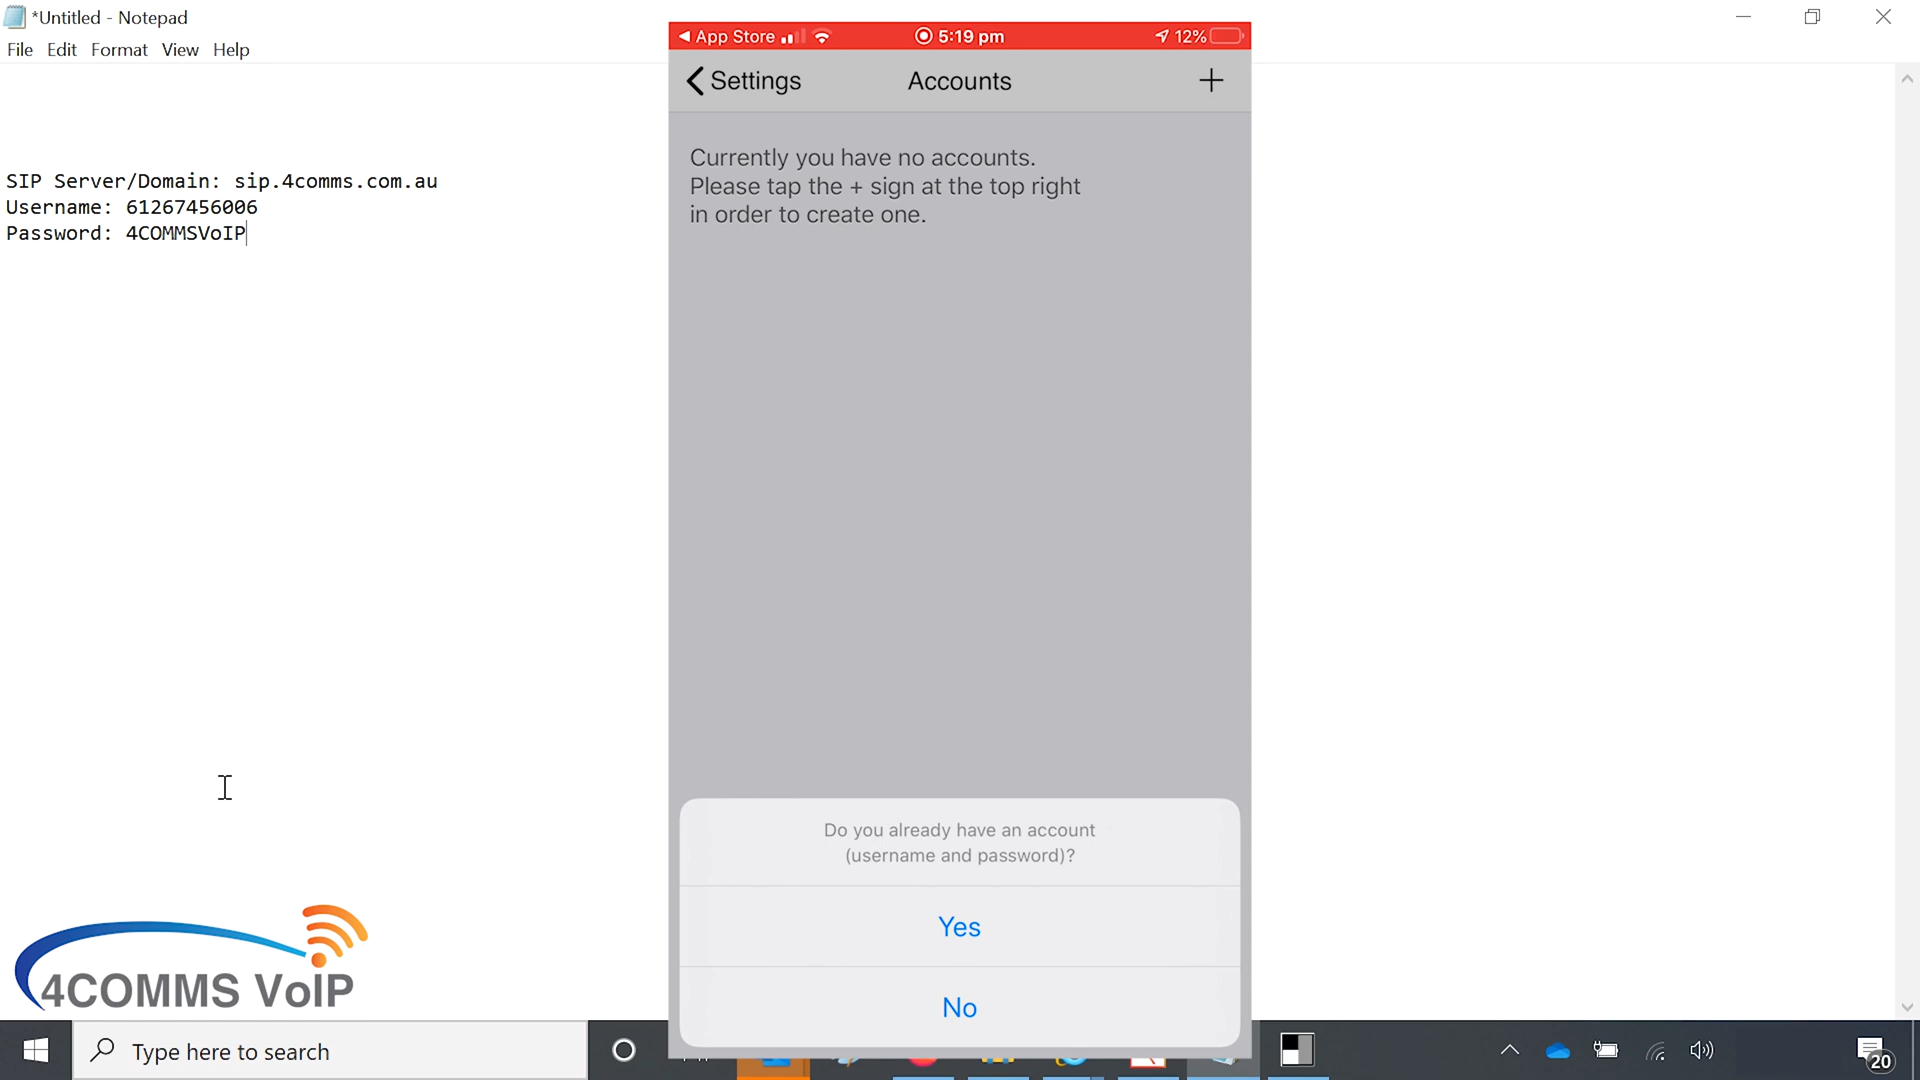 *Untitled - Notepad
File Edit Format View Help
SIP Server/Domain: sip.4comms.com.au
Username: 61267456006
Password: 4COMMSVoIP
App Store
5:19 pm
12%
Settings
Accounts
Currently you have no accounts.
Please tap the + sign at the top right
in order to create one.
Do you already have an account
(username and password)?
Yes
No
4COMMS VoIP
Type here to search
20